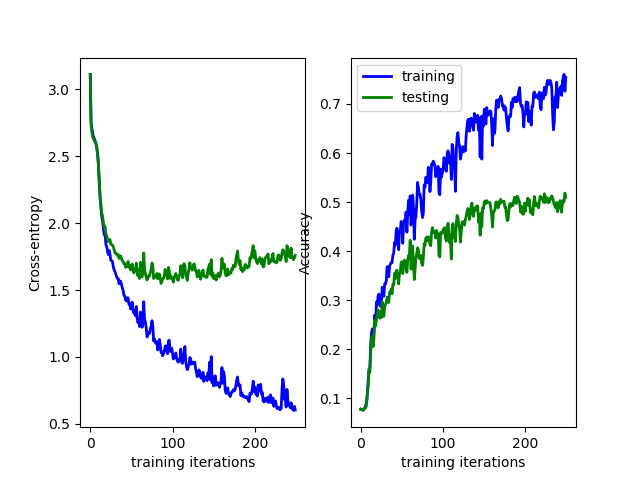 Cross-entropy
3.0
2.5
2.0
1.5
1.0
0.5
0 100 200
training iterations
Accuracy
0.7
0.6
0.5
0.4
0.3
0.2
0.1
0 100 200
training iterations
training
testing